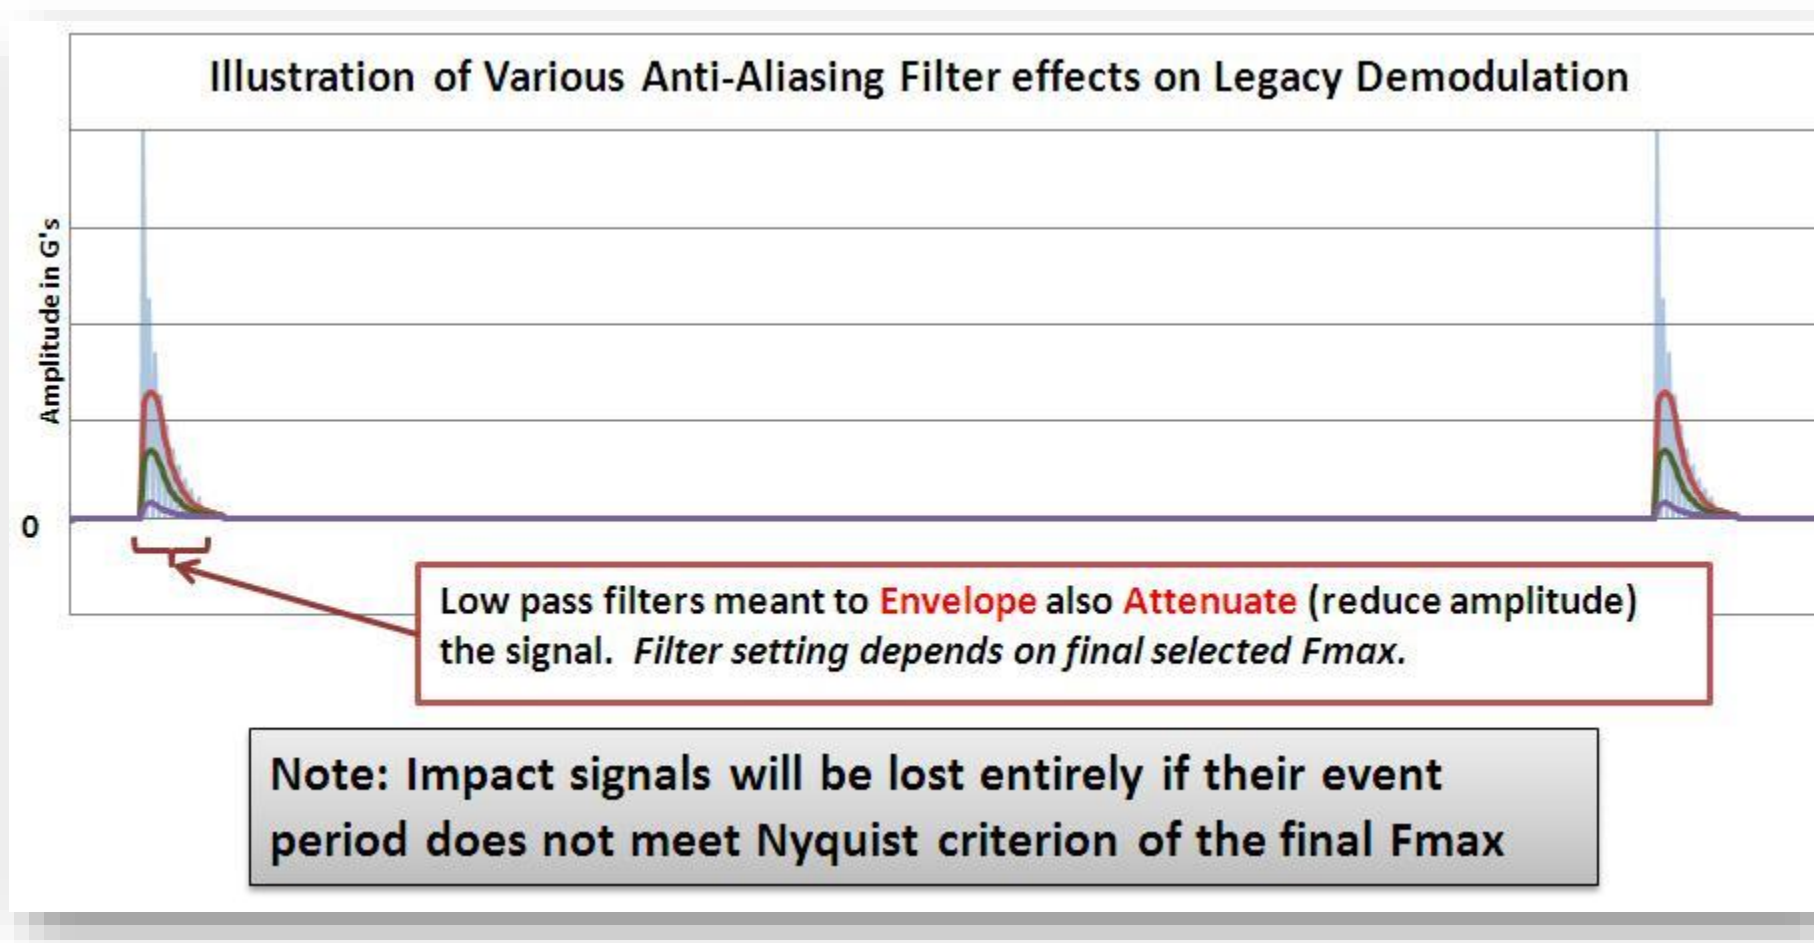 Illustration of Various Anti-Aliasing Filter effects on Legacy Demodulation
Amplitude in G's
0
Low pass filters meant to Envelope also Attenuate (reduce amplitude)
the signal. Filter setting depends on final selected Fmax.
Note: Impact signals will be lost entirely if their event
period does not meet Nyquist criterion of the final Fmax